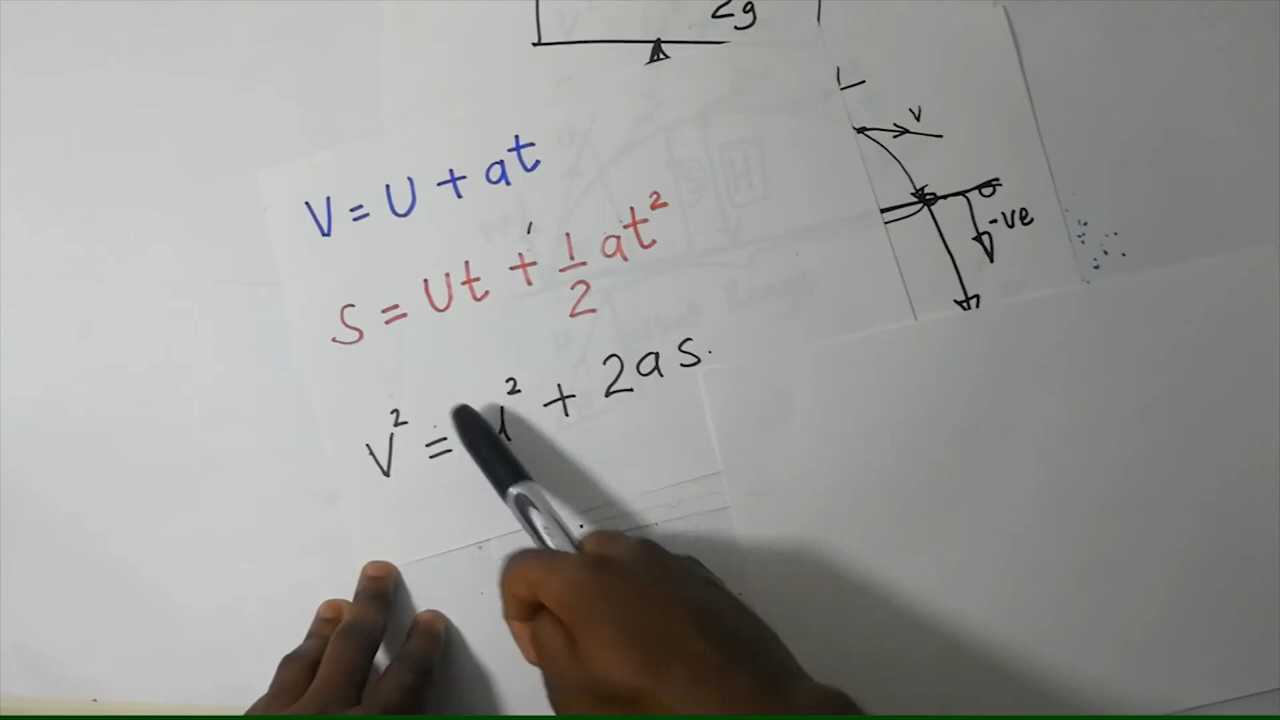 2g
V = U + at
S = Ut + 1/2 at²
V² = u² + 2as.
V
-ve